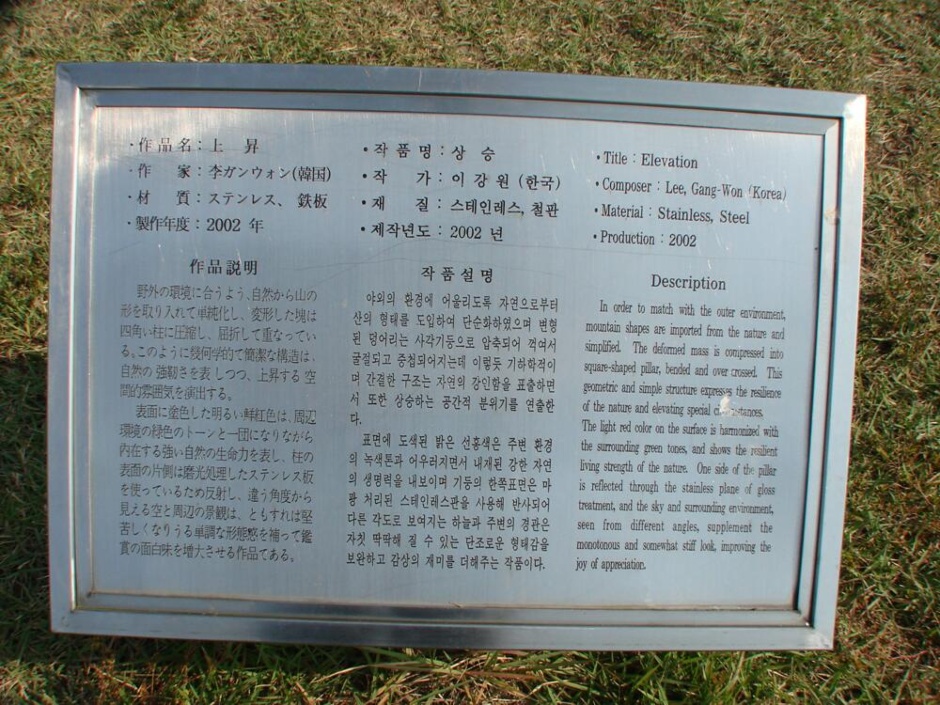 ・作品名：上　昇
・作　　家：李ガンウォン(韓国)
・材　　質：ステンレス、 鉄板
・製作年度：2002 年
作品説明
野外の環境に合うよう、自然から山の
形を取り入れて単純化し、変形した塊は
四角い柱に圧縮し、屈折して重なってい
る。このように幾何学的で簡潔な構造は、
自然の 強靭さを表しつつ、上昇する 空
間的雰囲気を演出する。
表面に塗色した明るい鮮紅色は、周辺
環境の緑色のトーンと一団になりながら
内在する強い自然の生命力を表し、柱の
表面の片側は磨光処理したステンレス板
を使っているため反射し、違う角度から
見える空と周辺の景観は、ともすれば堅
苦しくなりうる単調な形態感を補って鑑
賞の面白味を増大させる作品である。
・작 품 명 : 상 승
・작　　가 : 이 강 원 (한국)
・재　　질 : 스테인레스, 철판
・제작년도 : 2002 년
작 품 설 명
야외의 환경에 어울리도록 자연으로부터
산의 형태를 도입하여 단순화하였으며 변형
된 덩어리는 사각기둥으로 압축되어 꺽여서
굴절되고 중첩되어지는데 이렇듯 기하학적이
며 간결한 구조는 자연의 강인함을 표출하면
서 또한 상승하는 공간적 분위기를 연출한
다.
표면에 도색된 밝은 선홍색은 주변 환경
의 녹색톤과 어우러지면서 내재된 강한 자연
의 생명력을 내보이며 기둥의 한쪽표면은 마
광 처리된 스테인레스판을 사용해 반사되어
다른 각도로 보여지는 하늘과 주변의 경관은
자칫 딱딱해 질 수 있는 단조로운 형태감을
보완하고 감상의 재미를 더해주는 작품이다.
・Title : Elevation
・Composer : Lee, Gang-Won (Korea)
・Material : Stainless, Steel
・Production : 2002
Description
In order to match with the outer environment,
mountain shapes are imported from the nature and
simplified. The deformed mass is compressed into
square-shaped pillar, bended and over crossed. This
geometric and simple structure expresses the resilience
of the nature and elevating special
The light red color on the surface is harmonized with
the surrounding green tones, and shows the resilient
living strength of the nature. One side of the pillar
is reflected through the stainless plane of gloss
treatment, and the sky and surrounding environment,
seen from different angles, supplement the
monotonous and somewhat stiff look, improving the
joy of appreciation.